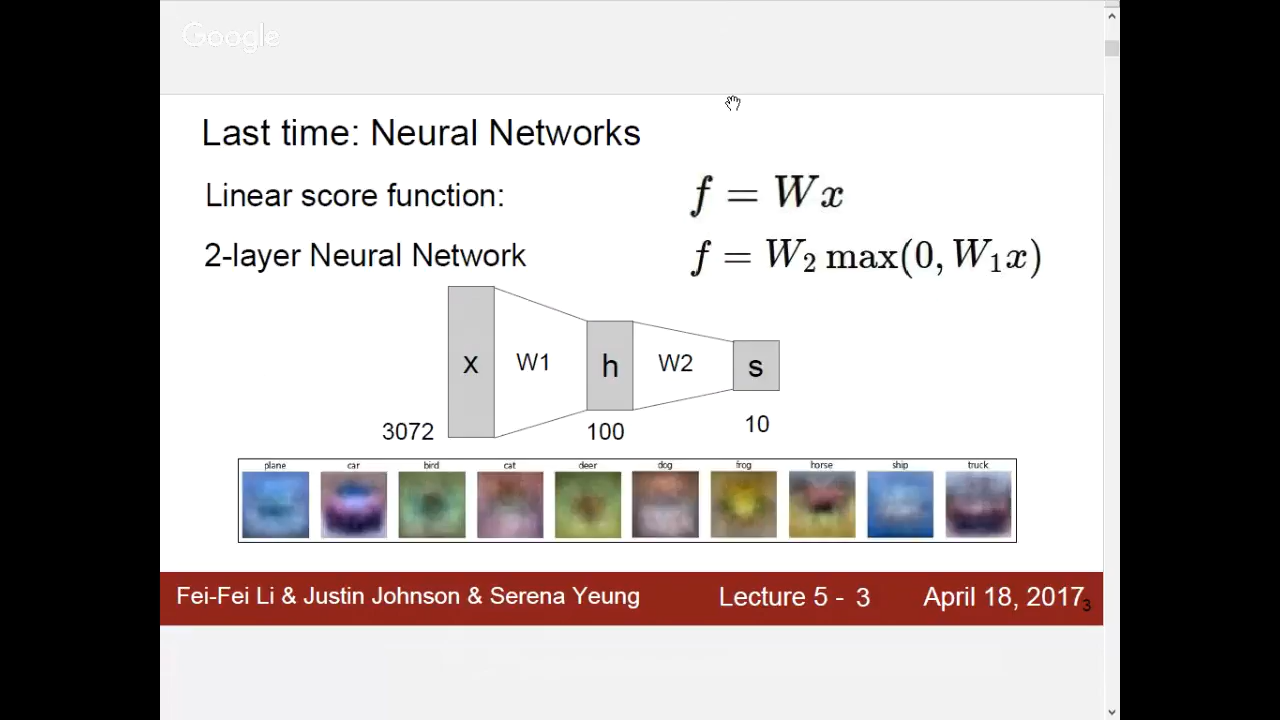 Google
Last time: Neural Networks
Linear score function: f = Wx
2-layer Neural Network f = W₂ max(0, W₁x)
x W1 h W2 s
3072 100 10
plane car bird cat deer dog frog horse ship truck
Fei-Fei Li & Justin Johnson & Serena Yeung Lecture 5 - 3 April 18, 2017 3